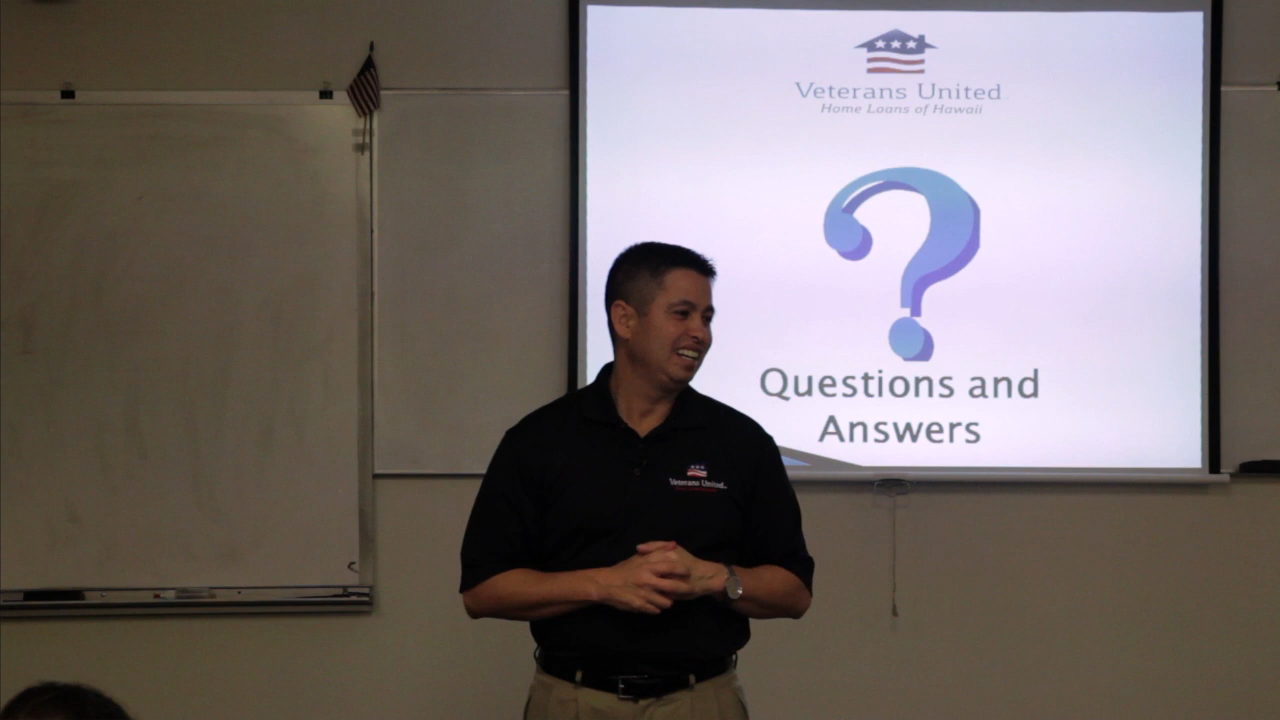 Veterans United
Home Loans of Hawaii
?
Questions and
Answers
Veterans United